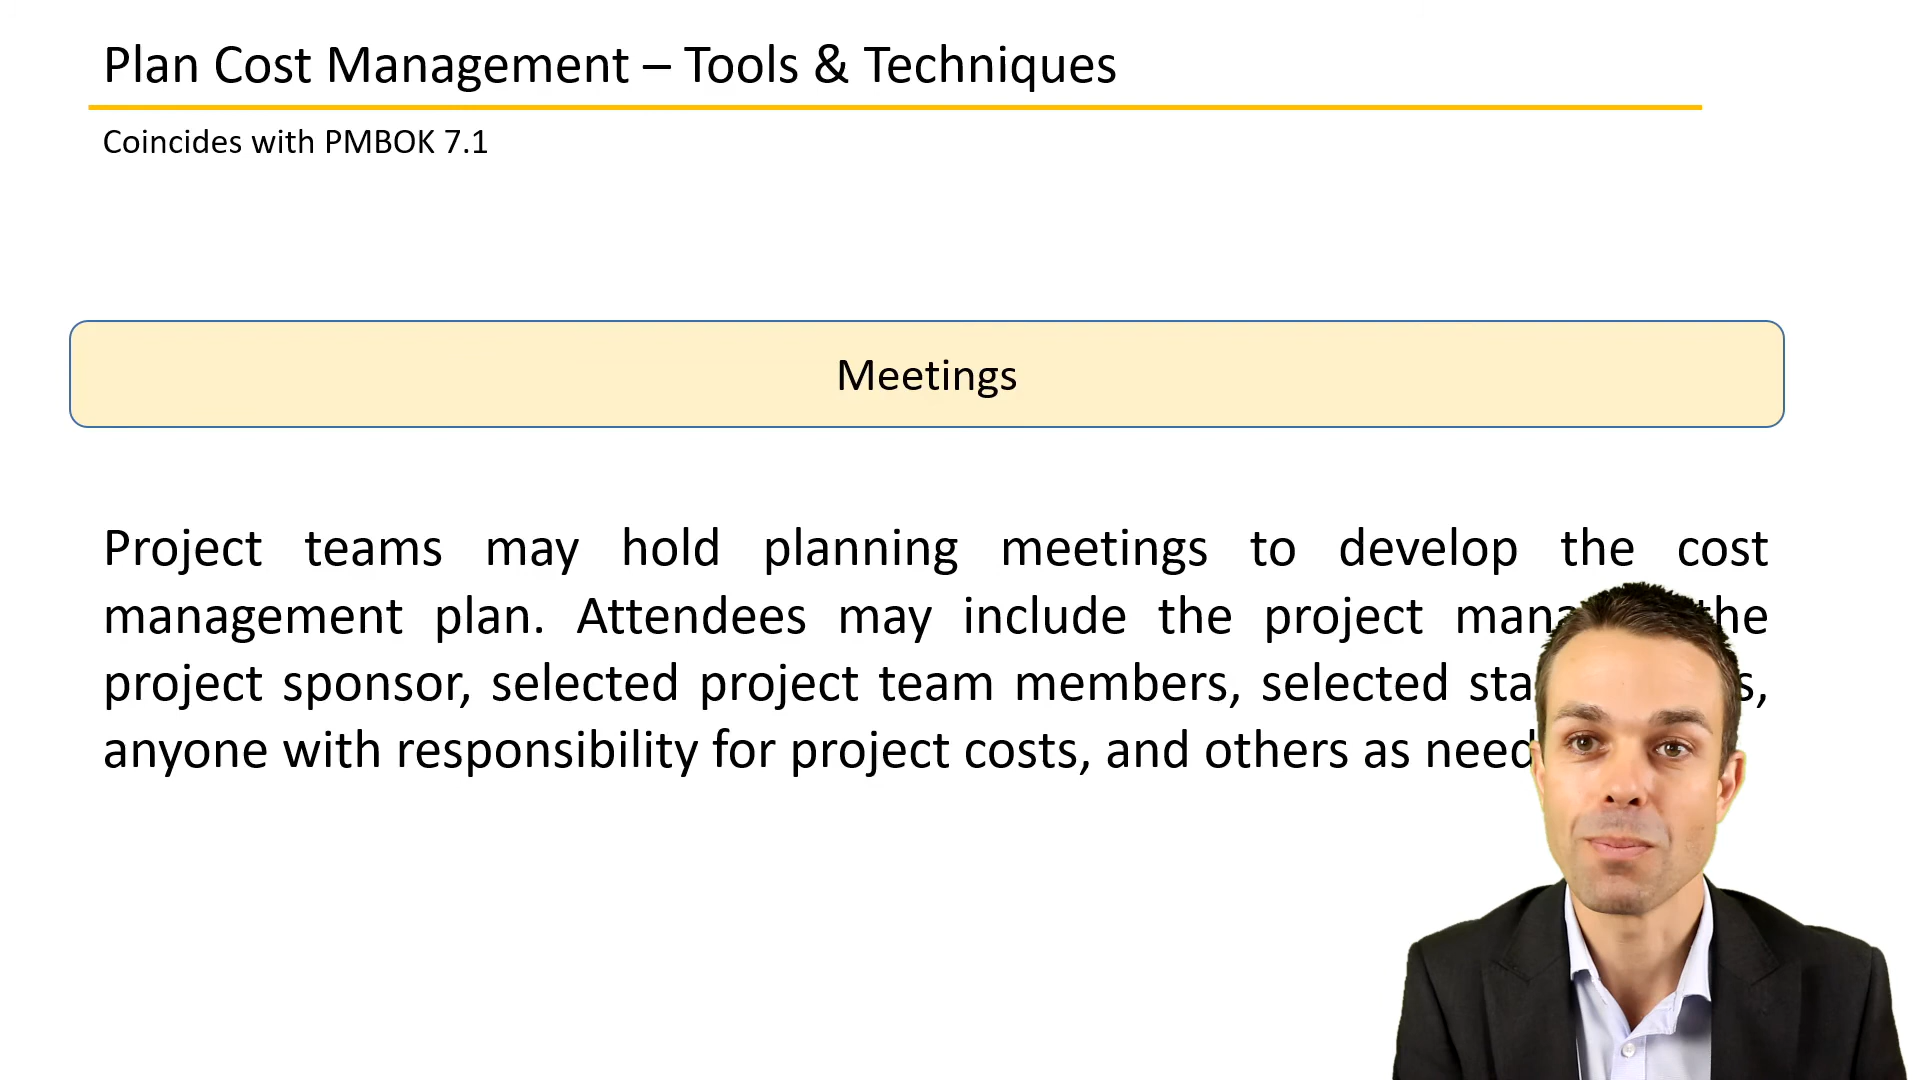 Plan Cost Management – Tools & Techniques
Coincides with PMBOK 7.1
Meetings
Project teams may hold planning meetings to develop the cost
management plan. Attendees may include the project the
project sponsor, selected project team members, selected
anyone with responsibility for project costs, and others as